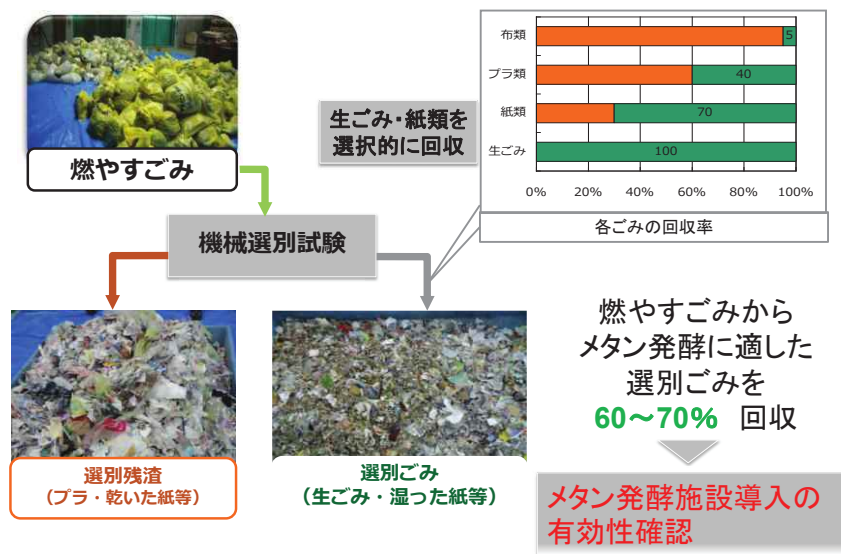 燃やすごみ
機械選別試験
生ごみ・紙類を
選択的に回収
布類
5
プラ類
40
紙類
70
生ごみ
100
0% 20% 40% 60% 80% 100%
各ごみの回収率
選別残渣
（プラ・乾いた紙等）
選別ごみ
（生ごみ・湿った紙等）
燃やすごみから
メタン発酵に適した
選別ごみを
60～70% 回収
メタン発酵施設導入の
有効性確認